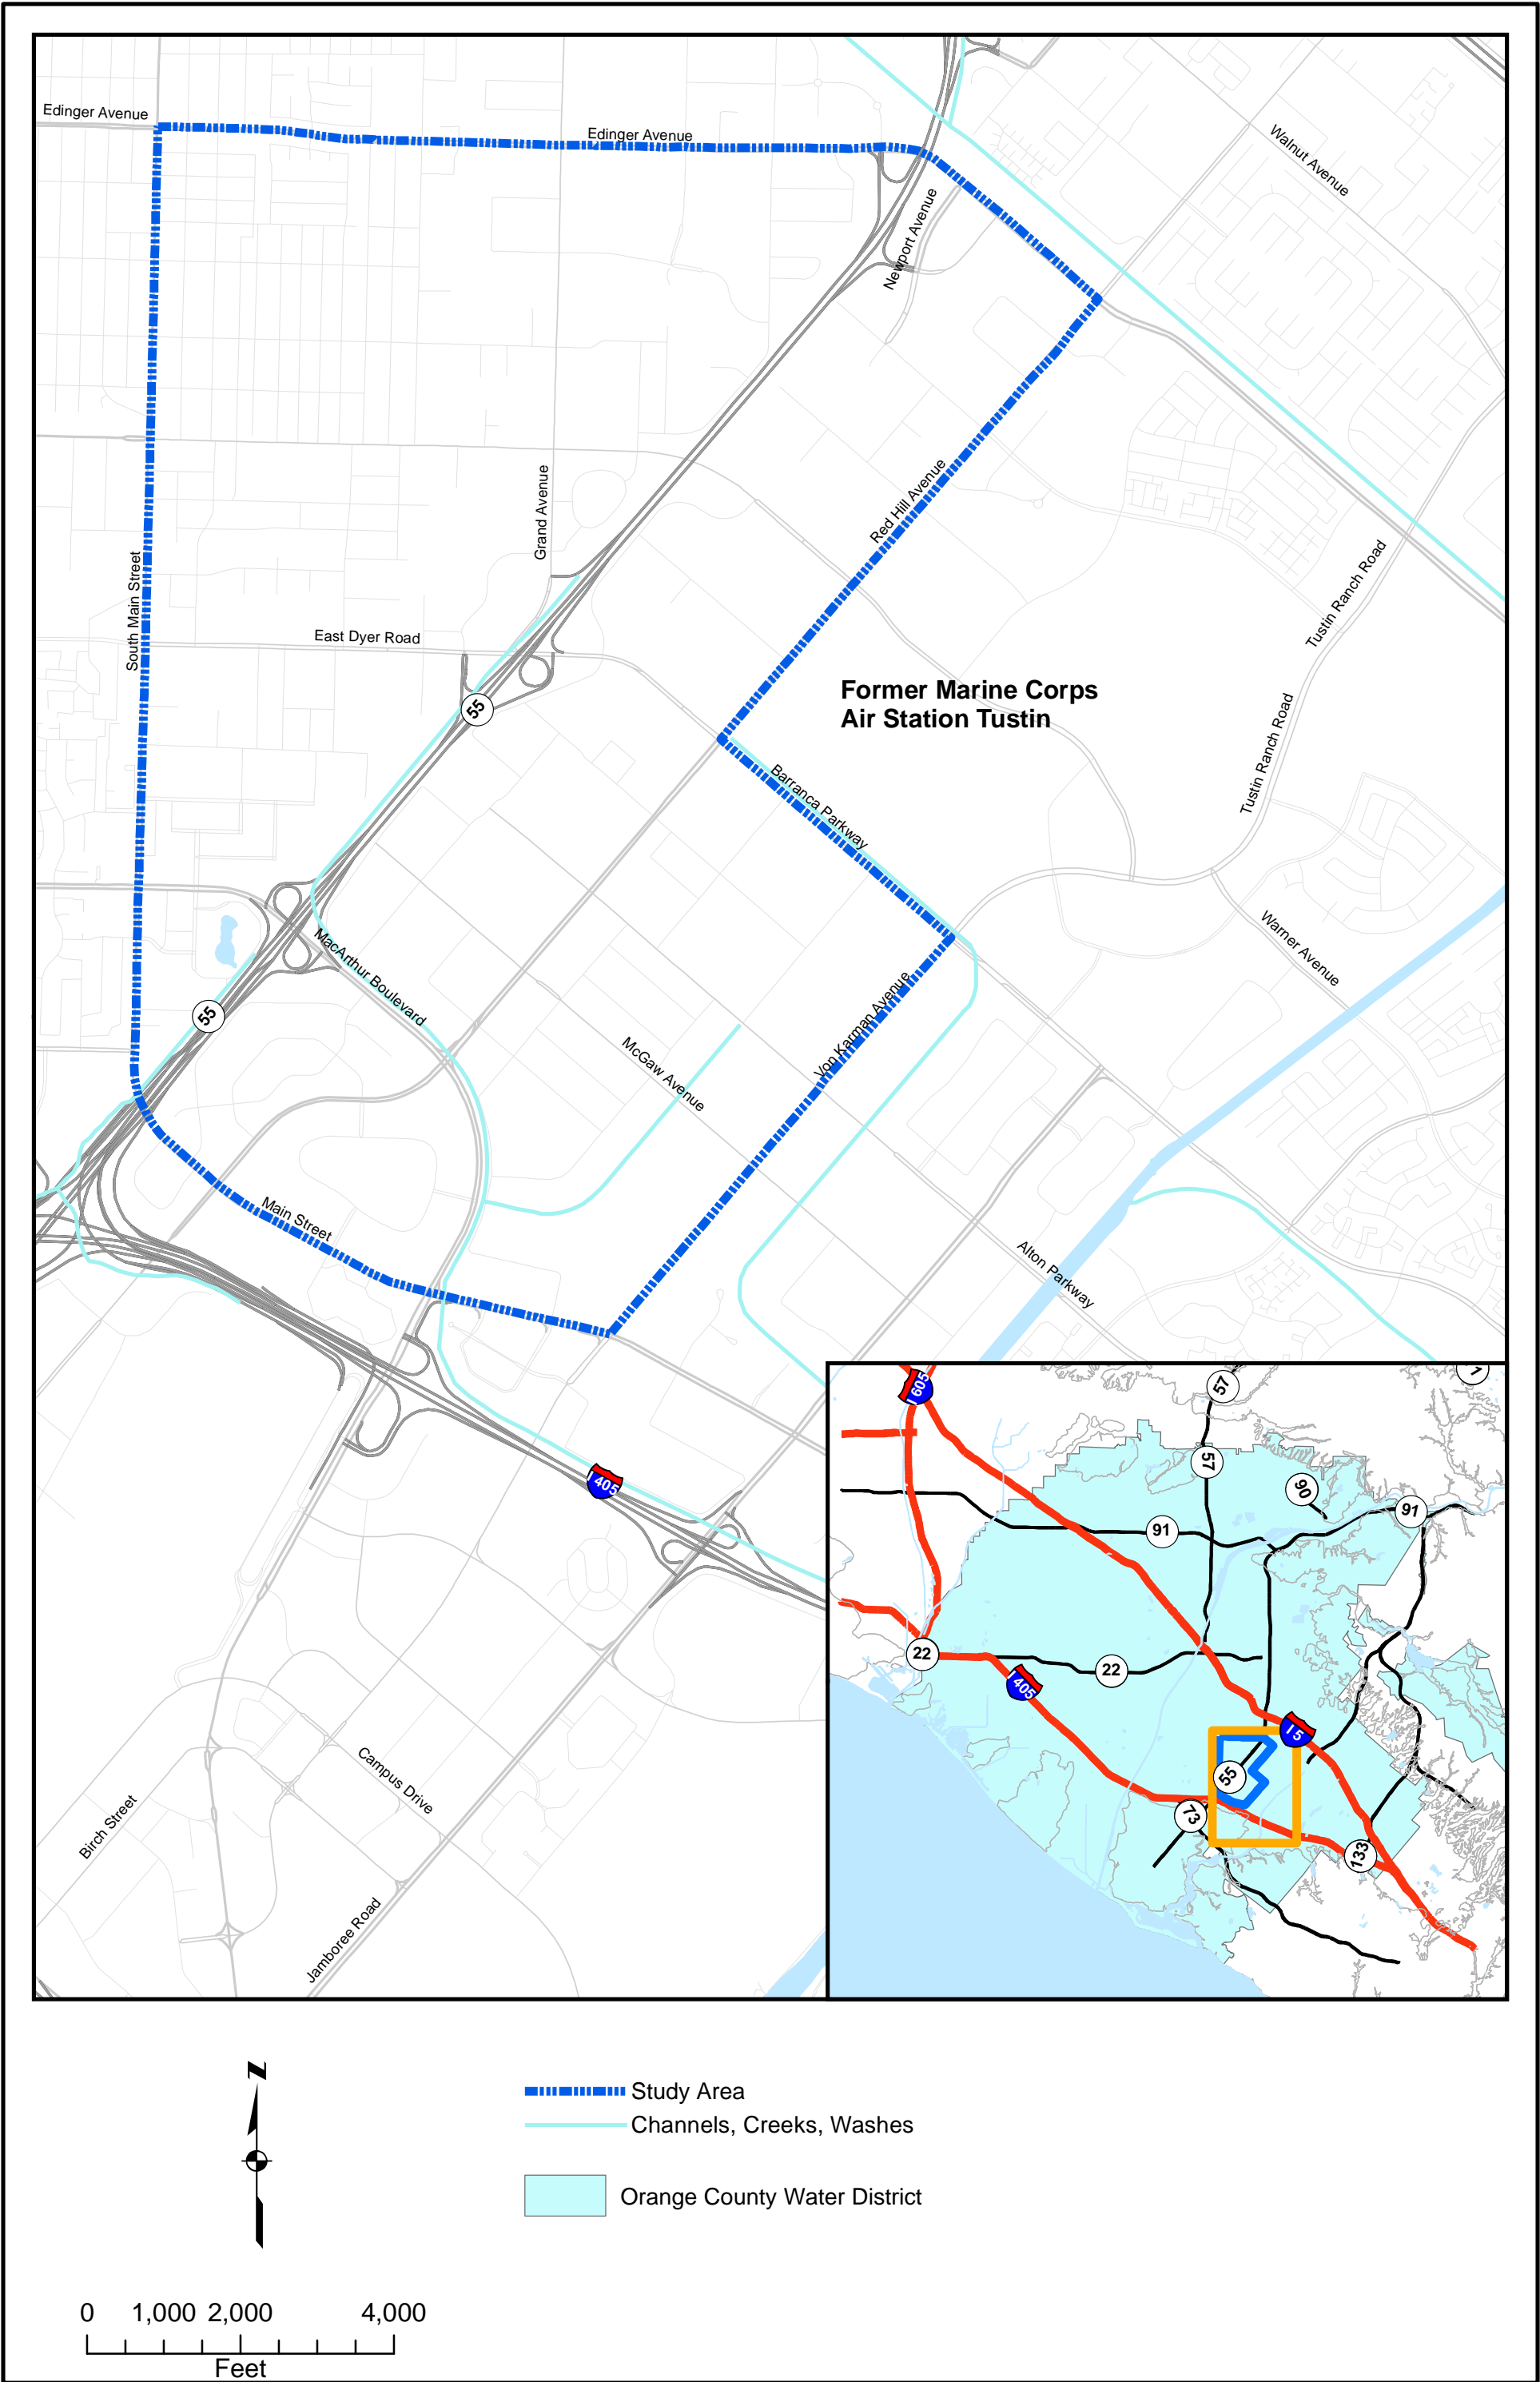 Edinger Avenue
Edinger Avenue
Walnut Avenue
Newport Avenue
Red Hill Avenue
Grand Avenue
South Main Street
East Dyer Road
Tustin Ranch Road
55
Former Marine Corps
Air Station Tustin
Tustin Ranch Road
Barranca Parkway
MacArthur Boulevard
Warner Avenue
55
Von Karman Avenue
McGaw Avenue
Main Street
Alton Parkway
I 405
Campus Drive
Birch Street
Jamboree Road
I 605
57
1
57
90
91
91
22
22
I 405
I 5
55
73
133
N
Study Area
Channels, Creeks, Washes
Orange County Water District
0 1,000 2,000 4,000
Feet